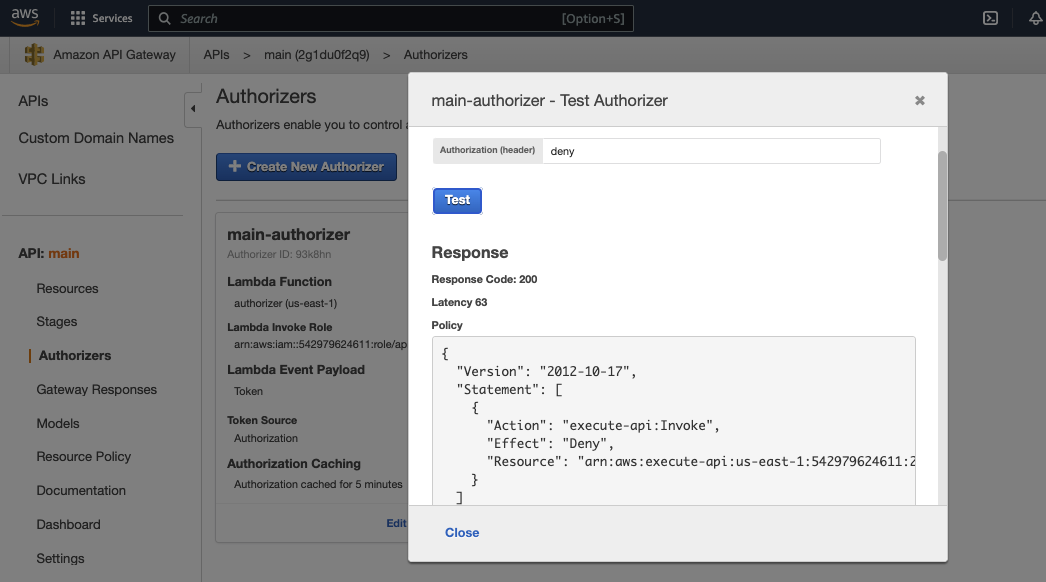 aws
Services
Search
[Option+S]
Amazon API Gateway
APIs > main (2g1du0f2q9) > Authorizers
APIs
Custom Domain Names
VPC Links
API: main
Resources
Stages
Authorizers
Gateway Responses
Models
Resource Policy
Documentation
Dashboard
Settings
Authorizers
Authorizers enable you to control
Create New Authorizer
main-authorizer
Authorizer ID: 93k8hn
Lambda Function
authorizer (us-east-1)
Lambda Invoke Role
arn:aws:iam::542979624611:role/ap
Lambda Event Payload
Token
Token Source
Authorization
Authorization Caching
Authorization cached for 5 minutes
Edit
main-authorizer - Test Authorizer
Authorization (header)
deny
Test
Response
Response Code: 200
Latency 63
Policy
{
"Version": "2012-10-17",
"Statement": [
{
"Action": "execute-api:Invoke",
"Effect": "Deny",
"Resource": "arn:aws:execute-api:us-east-1:542979624611:2
}
]
Close